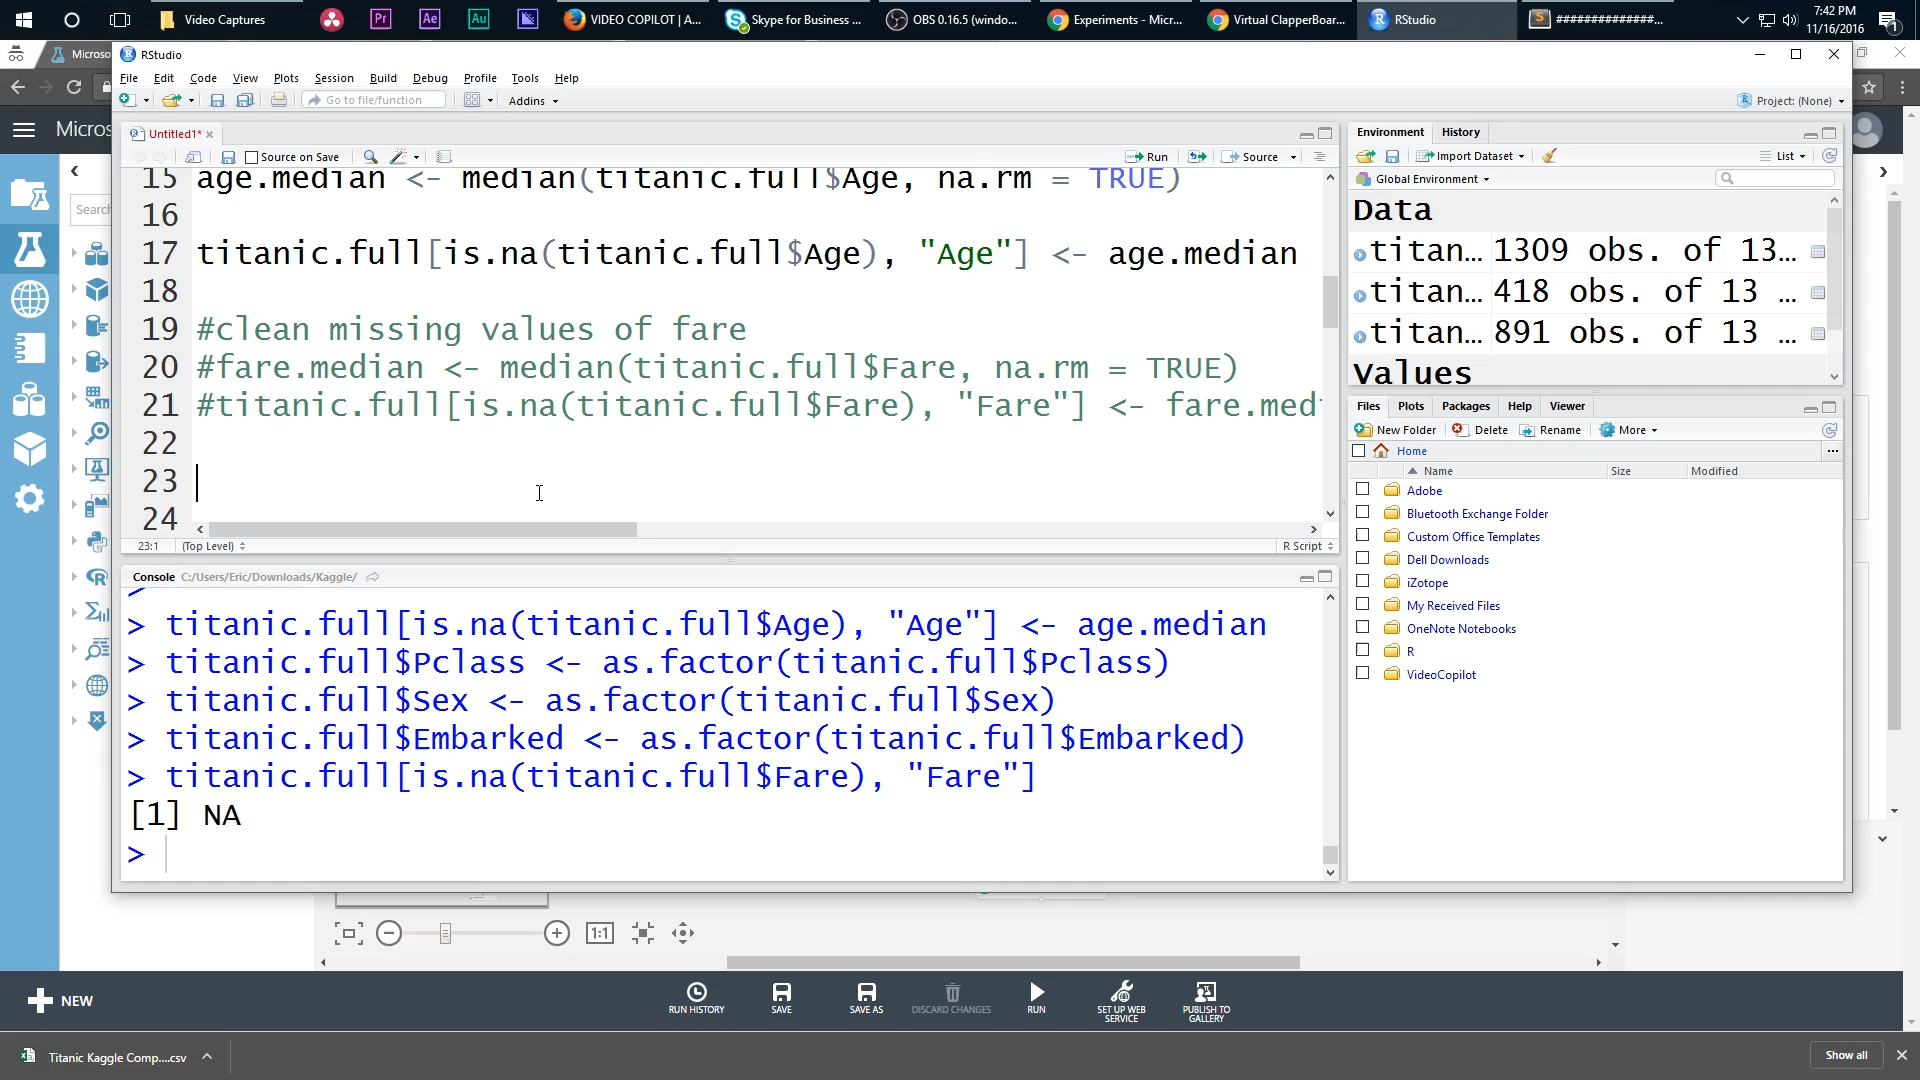 Video Captures
Pr
Ae
Au
VIDEO COPILOT | A...
Skype for Business ...
OBS 0.16.5 (windo...
Experiments - Micr...
Virtual ClapperBoar...
RStudio
##############...
7:42 PM
11/16/2016
1
Microso
RStudio
File Edit Code View Plots Session Build Debug Profile Tools Help
Go to file/function
Addins
Project: (None)
Micros
Untitled1*
Source on Save
Run
Source
15 age.median <- median(titanic.full$Age, na.rm = TRUE)
16
17 titanic.full[is.na(titanic.full$Age), "Age"] <- age.median
18
19 #clean missing values of fare
20 #fare.median <- median(titanic.full$Fare, na.rm = TRUE)
21 #titanic.full[is.na(titanic.full$Fare), "Fare"] <- fare.med
22
23
24
23:1 (Top Level) R Script
Environment History
Import Dataset List
Global Environment
Data
titan... 1309 obs. of 13...
titan... 418 obs. of 13 ...
titan... 891 obs. of 13 ...
Values
Search
Files Plots Packages Help Viewer
New Folder Delete Rename More
Home ...
Name Size Modified
Adobe
Bluetooth Exchange Folder
Custom Office Templates
Dell Downloads
iZotope
My Received Files
OneNote Notebooks
R
VideoCopilot
Console C:/Users/Eric/Downloads/Kaggle/
>
> titanic.full[is.na(titanic.full$Age), "Age"] <- age.median
> titanic.full$Pclass <- as.factor(titanic.full$Pclass)
> titanic.full$Sex <- as.factor(titanic.full$Sex)
> titanic.full$Embarked <- as.factor(titanic.full$Embarked)
> titanic.full[is.na(titanic.full$Fare), "Fare"]
[1] NA
>
1:1
NEW
RUN HISTORY
SAVE
SAVE AS
DISCARD CHANGES
RUN
SET UP WEB SERVICE
PUBLISH TO GALLERY
Titanic Kaggle Comp....csv
Show all